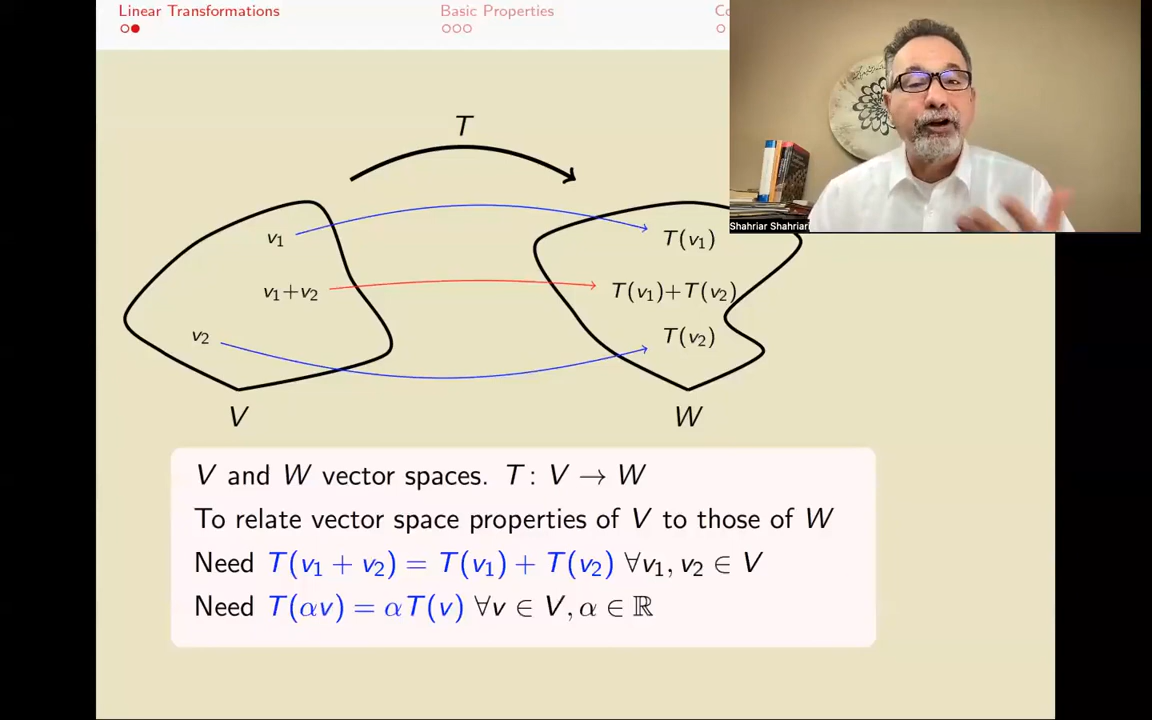 Linear Transformations Basic Properties
T
v1 T(v1)
v1+v2 T(v1)+T(v2)
v2 T(v2)
V W
Shahriar Shahriari
V and W vector spaces. T: V → W
To relate vector space properties of V to those of W
Need T(v1 + v2) = T(v1) + T(v2) ∀v1, v2 ∈ V
Need T(αv) = αT(v) ∀v ∈ V, α ∈ ℝ